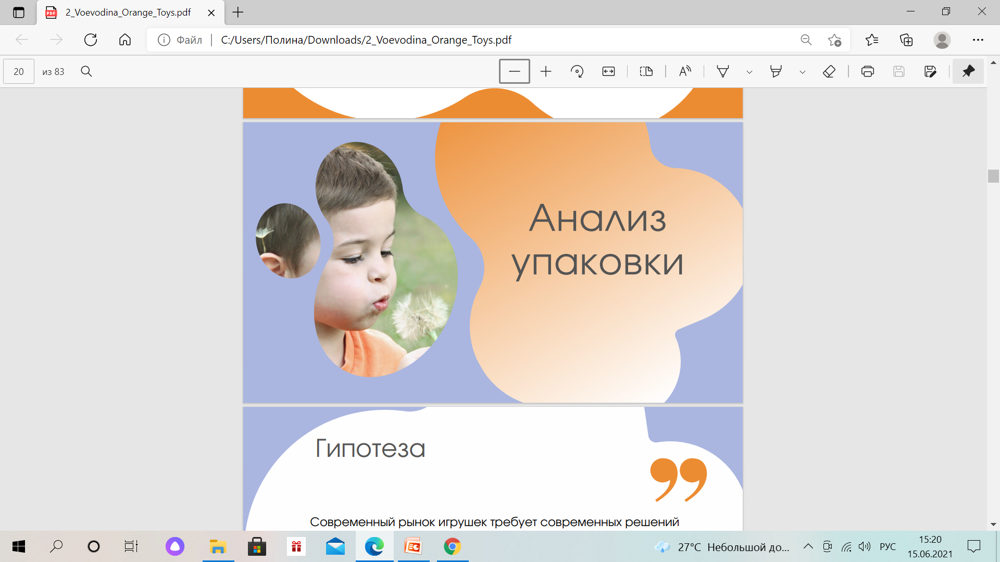 2_Voevodina_Orange_Toys.pdf
Файл
C:/Users/Полина/Downloads/2_Voevodina_Orange_Toys.pdf
20
из 83
Анализ
упаковки
Гипотеза
Современный рынок игрушек требует современных решений
27°C Небольшой до...
РУС
15:20
15.06.2021